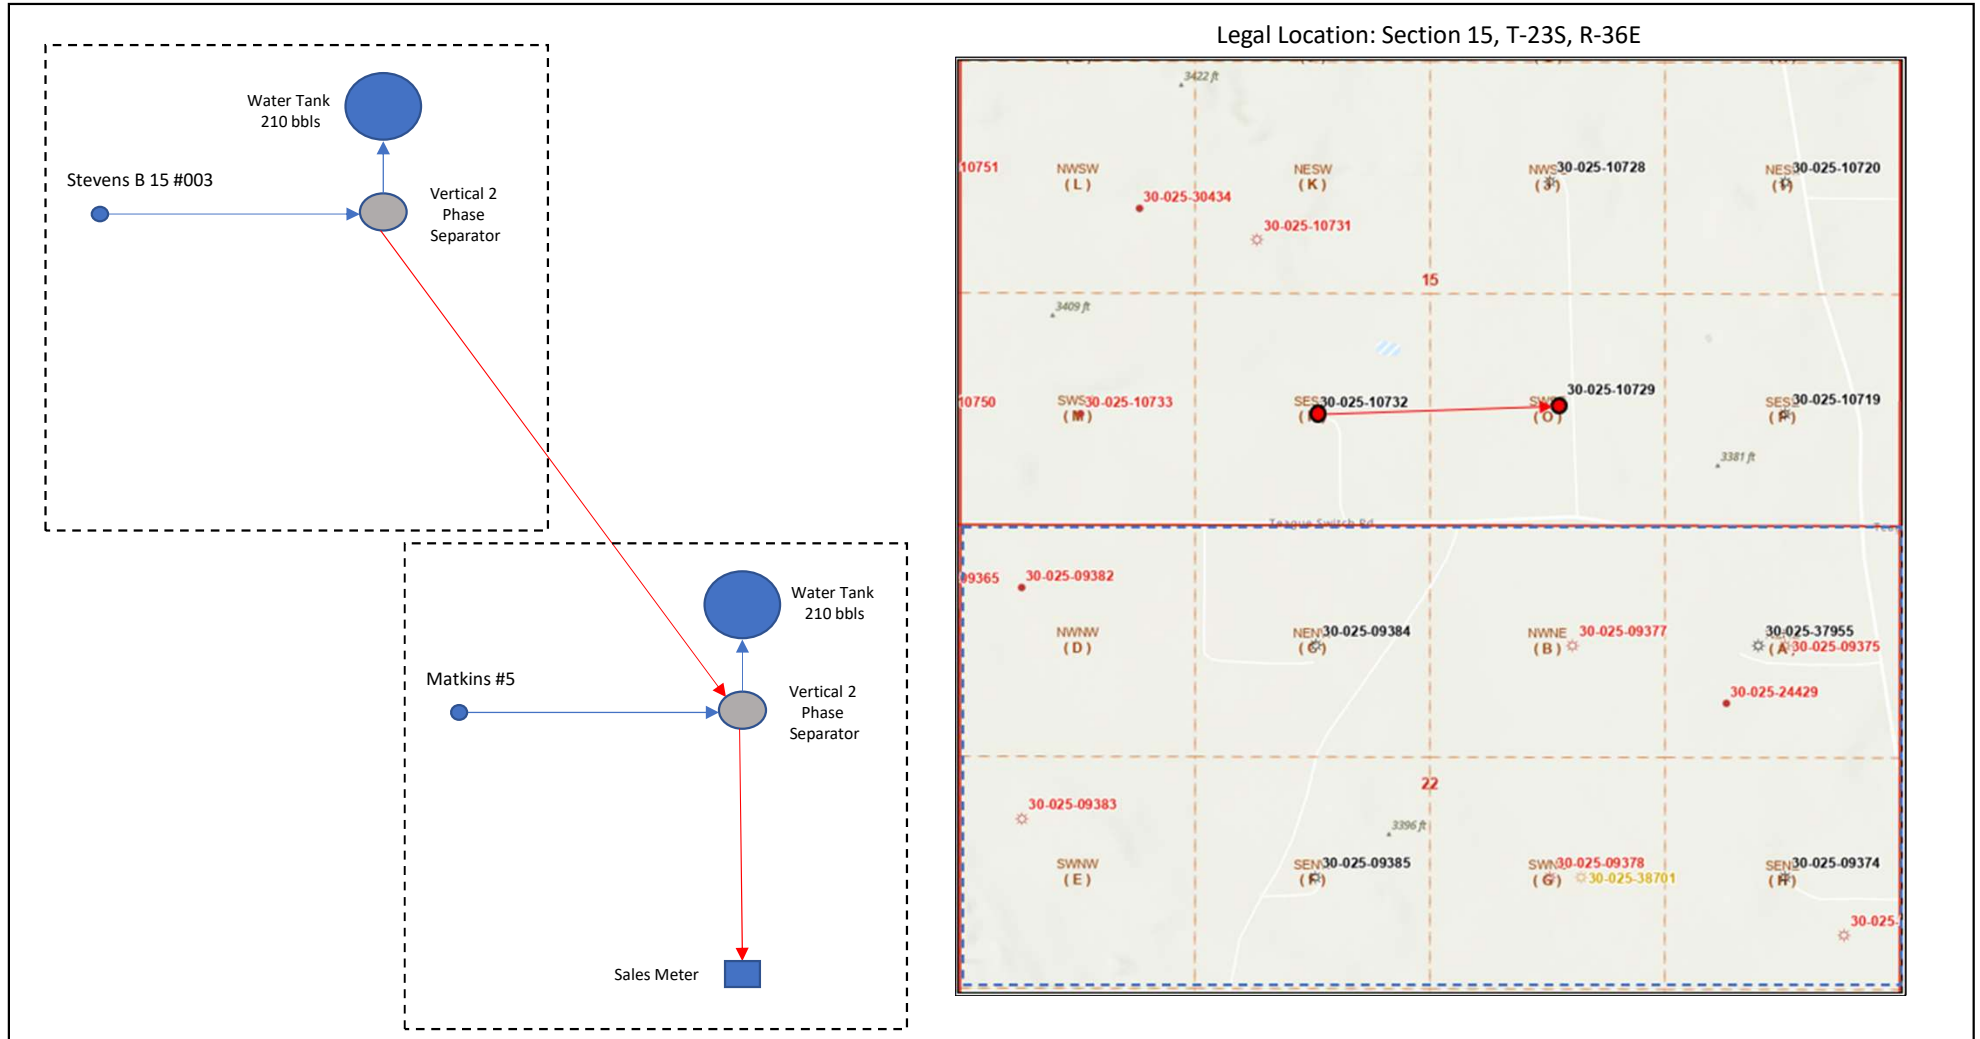 Legal Location: Section 15, T-23S, R-36E
Water Tank
210 bbls
Stevens B 15 #003
Vertical 2
Phase
Separator
Water Tank
210 bbls
Matkins #5
Vertical 2
Phase
Separator
Sales Meter
3422 ft
10751
NWSW
(L)
30-025-30434
NESW
(K)
30-025-10731
30-025-10728
(J)
30-025-10720
15
3409 ft
10750
30-025-10733
(M)
30-025-10732
30-025-10729
(O)
30-025-10719
3381 ft
Teague Switch Rd
09365
30-025-09382
NWNW
(D)
30-025-09384
NWNE
(B)
30-025-09377
30-025-37955
30-025-09375
30-025-24429
22
30-025-09383
3396 ft
SWNW
(E)
30-025-09385
(F)
30-025-09378
(G)
30-025-38701
30-025-09374
(H)
30-025-